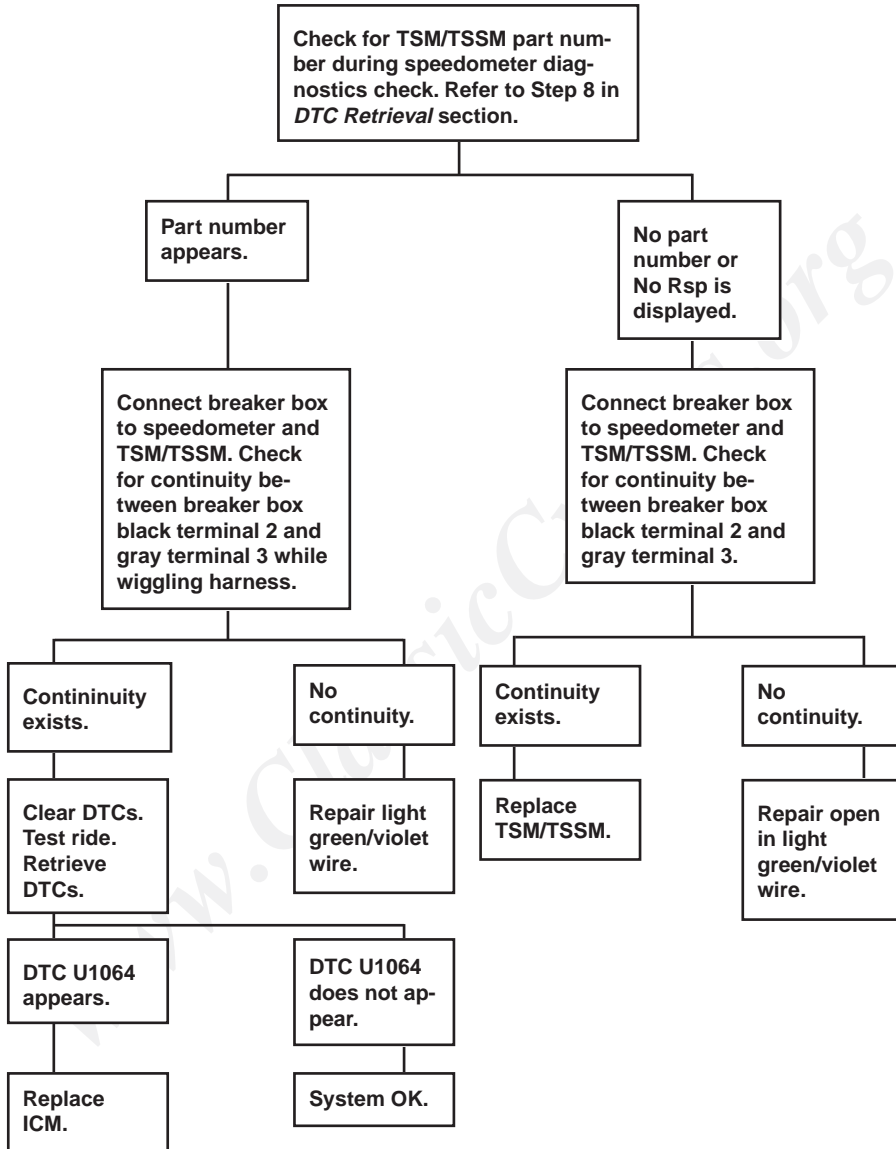 Check for TSM/TSSM part num-
ber during speedometer diag-
nostics check. Refer to Step 8 in
DTC Retrieval section.
Part number
appears.
No part
number or
No Rsp is
displayed.
Connect breaker box
to speedometer and
TSM/TSSM. Check
for continuity be-
tween breaker box
black terminal 2 and
gray terminal 3 while
wiggling harness.
Connect breaker box
to speedometer and
TSM/TSSM. Check
for continuity be-
tween breaker box
black terminal 2 and
gray terminal 3.
Contininuity
exists.
No
continuity.
Continuity
exists.
No
continuity.
Clear DTCs.
Test ride.
Retrieve
DTCs.
Repair light
green/violet
wire.
Replace
TSM/TSSM.
Repair open
in light
green/violet
wire.
DTC U1064
appears.
DTC U1064
does not ap-
pear.
Replace
ICM.
System OK.